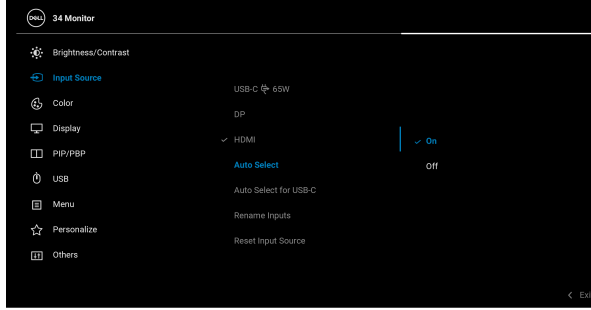 DELL 34 Monitor
Brightness/Contrast
Input Source
Color
Display
PIP/PBP
USB
Menu
Personalize
Others
USB-C 65W
DP
HDMI
Auto Select
Auto Select for USB-C
Rename Inputs
Reset Input Source
On
Off
Exi